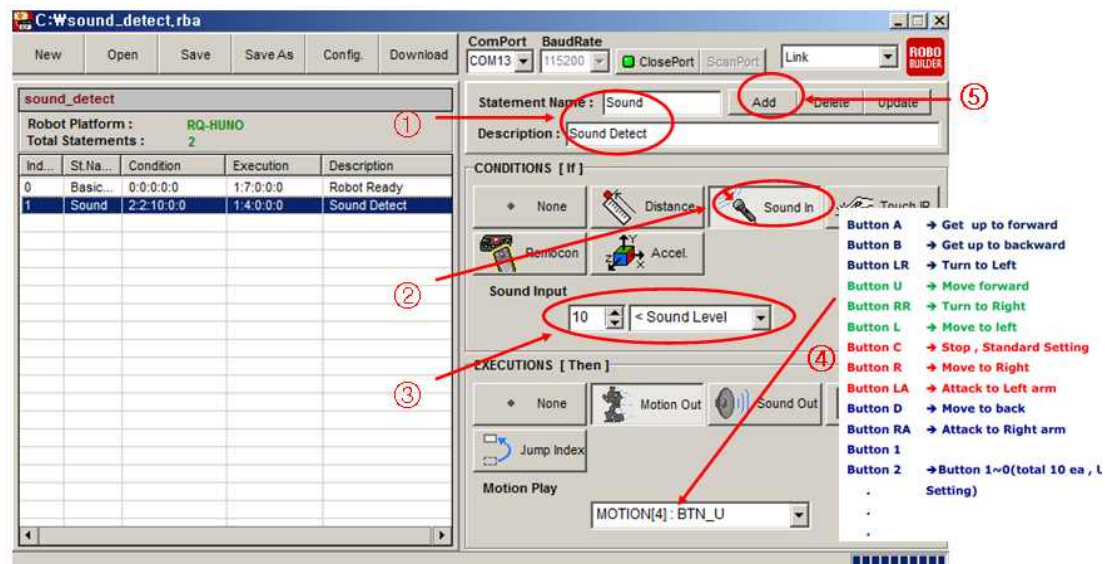 C:₩sound_detect.rba
New Open Save Save As Config. Download
ComPort BaudRate
COM13 115200 ClosePort ScanPort Link ROBO BUILDER
sound_detect
Robot Platform : RQ-HUNO
Total Statements : 2
Ind... St.Na... Condition Execution Description
0 Basic... 0:0:0:0:0 1:7:0:0:0 Robot Ready
1 Sound 2:2:10:0:0 1:4:0:0:0 Sound Detect
①
Statement Name : Sound Add Delete Update
⑤
Description : Sound Detect
CONDITIONS [ If ]
None Distance Sound In Touch IR
Remocon Accel.
②
Sound Input
10 < Sound Level
③
EXECUTIONS [ Then ]
④
None Motion Out Sound Out
Jump Index
Motion Play
MOTION[4] : BTN_U
Button A → Get up to forward
Button B → Get up to backward
Button LR → Turn to Left
Button U → Move forward
Button RR → Turn to Right
Button L → Move to left
Button C → Stop , Standard Setting
Button R → Move to Right
Button LA → Attack to Left arm
Button D → Move to back
Button RA → Attack to Right arm
Button 1
Button 2 →Button 1~0(total 10 ea , U
. Setting)
.
.